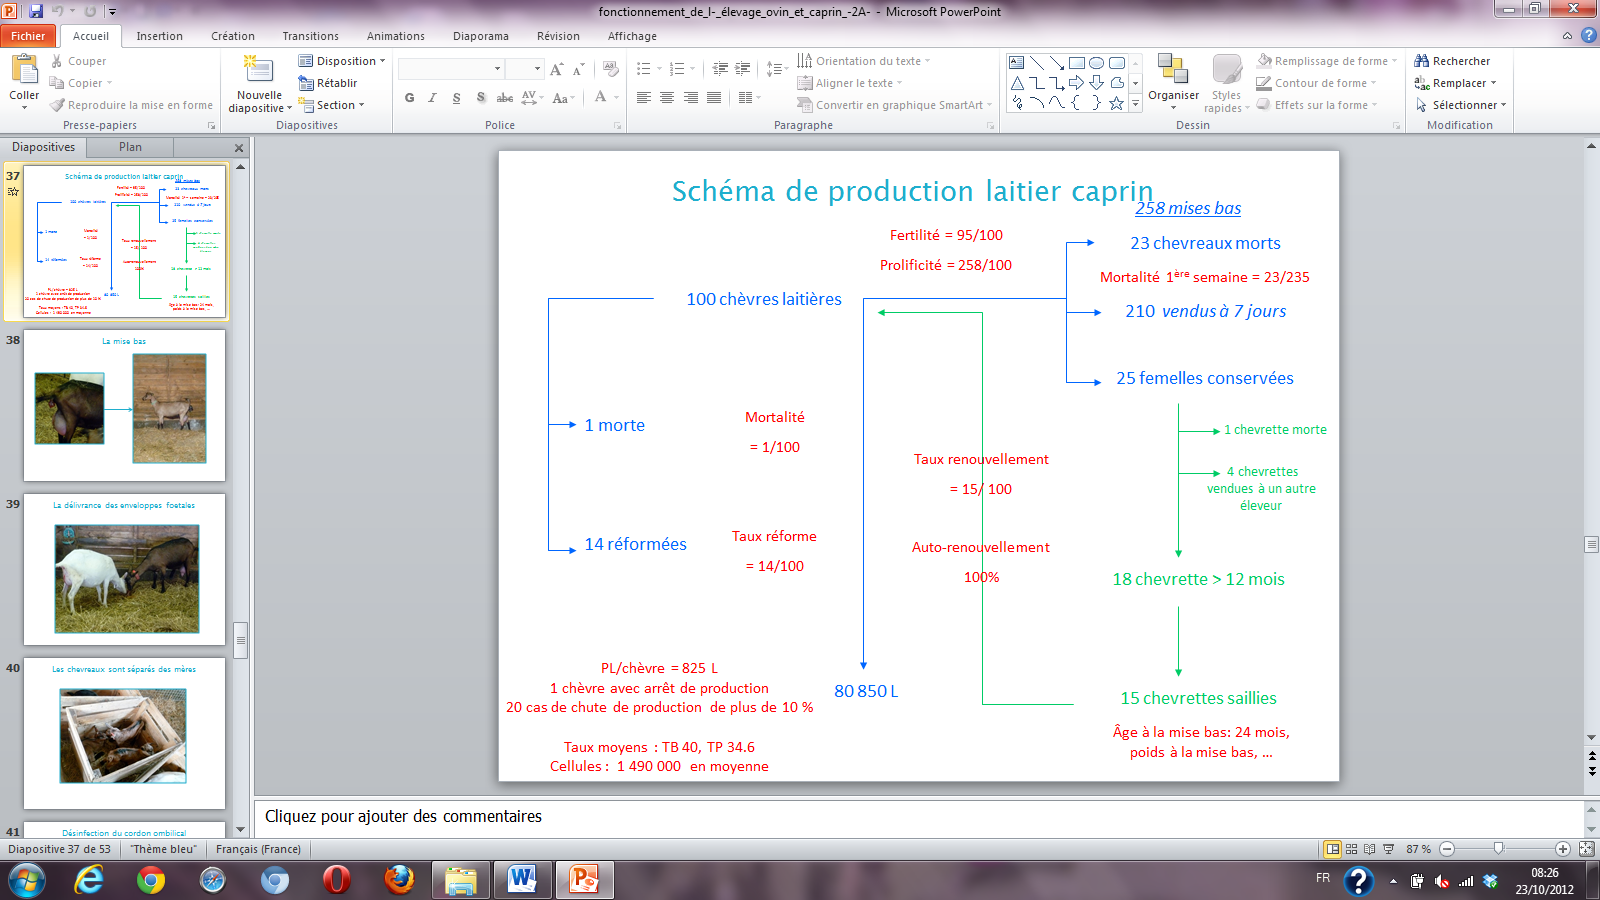 fonctionnement_de_l-_élevage_ovin_et_caprin_-2A- - Microsoft PowerPoint
Fichier Accueil Insertion Création Transitions Animations Diaporama Révision Affichage
Coller
Couper
Copier
Reproduire la mise en forme
Presse-papiers
Nouvelle diapositive
Disposition
Rétablir
Section
Diapositives
G I S S abc AV Aa A
Police
Orientation du texte
Aligner le texte
Convertir en graphique SmartArt
Paragraphe
Organiser
Styles rapides
Remplissage de forme
Contour de forme
Effets sur la forme
Dessin
Rechercher
Remplacer
Sélectionner
Modification
Diapositives Plan
37
Schéma de production laitier caprin
38
La mise bas
39
La délivrance des enveloppes foetales
40
Les chevreaux sont séparés des mères
41
Désinfection du cordon ombilical
Schéma de production laitier caprin
258 mises bas
Fertilité = 95/100
Prolificité = 258/100
23 chevreaux morts
Mortalité 1ère semaine = 23/235
100 chèvres laitières
210 vendus à 7 jours
25 femelles conservées
1 morte
Mortalité
= 1/100
1 chevrette morte
Taux renouvellement
= 15/ 100
4 chevrettes
vendues à un autre
éleveur
14 réformées
Taux réforme
= 14/100
Auto-renouvellement
100%
18 chevrette > 12 mois
PL/chèvre = 825 L
1 chèvre avec arrêt de production
20 cas de chute de production de plus de 10 %
80 850 L
15 chevrettes saillies
Âge à la mise bas: 24 mois,
poids à la mise bas, ...
Taux moyens : TB 40, TP 34.6
Cellules : 1 490 000 en moyenne
Cliquez pour ajouter des commentaires
Diapositive 37 de 53 "Thème bleu" Français (France) 87 %
FR
08:26
23/10/2012